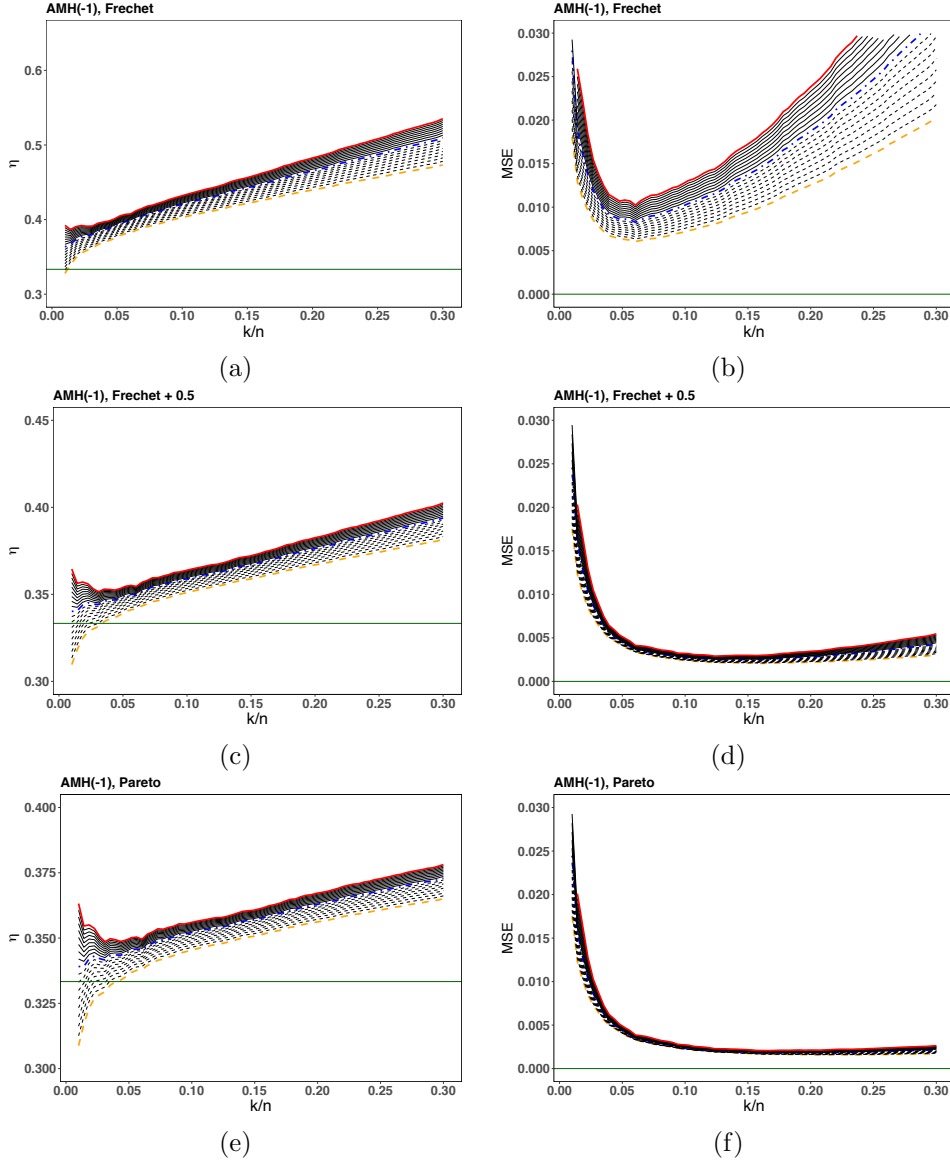 AMH(-1), Frechet
η
0.6
0.5
0.4
0.3
0.00 0.05 0.10 0.15 0.20 0.25 0.30
k/n
(a)
AMH(-1), Frechet
MSE
0.030
0.025
0.020
0.015
0.010
0.005
0.000
0.00 0.05 0.10 0.15 0.20 0.25 0.30
k/n
(b)
AMH(-1), Frechet + 0.5
η
0.45
0.40
0.35
0.30
0.00 0.05 0.10 0.15 0.20 0.25 0.30
k/n
(c)
AMH(-1), Frechet + 0.5
MSE
0.030
0.025
0.020
0.015
0.010
0.005
0.000
0.00 0.05 0.10 0.15 0.20 0.25 0.30
k/n
(d)
AMH(-1), Pareto
η
0.400
0.375
0.350
0.325
0.300
0.00 0.05 0.10 0.15 0.20 0.25 0.30
k/n
(e)
AMH(-1), Pareto
MSE
0.030
0.025
0.020
0.015
0.010
0.005
0.000
0.00 0.05 0.10 0.15 0.20 0.25 0.30
k/n
(f)